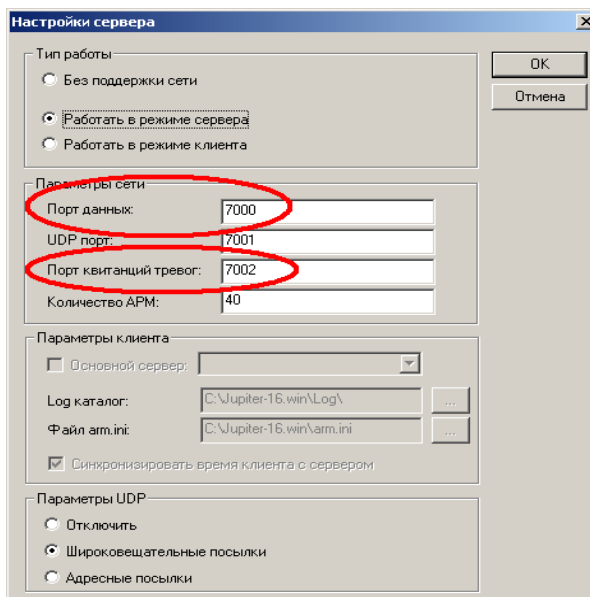 Настройки сервера
Тип работы
Без поддержки сети
Работать в режиме сервера
Работать в режиме клиента
OK
Отмена
Параметры сети
Порт данных: 7000
UDP порт: 7001
Порт квитанций тревог: 7002
Количество АРМ: 40
Параметры клиента
Основной сервер:
Log каталог: C:\Jupiter-16.win\Log\ ...
Файл arm.ini: C:\Jupiter-16.win\arm.ini ...
Синхронизировать время клиента с сервером
Параметры UDP
Отключить
Широковещательные посылки
Адресные посылки